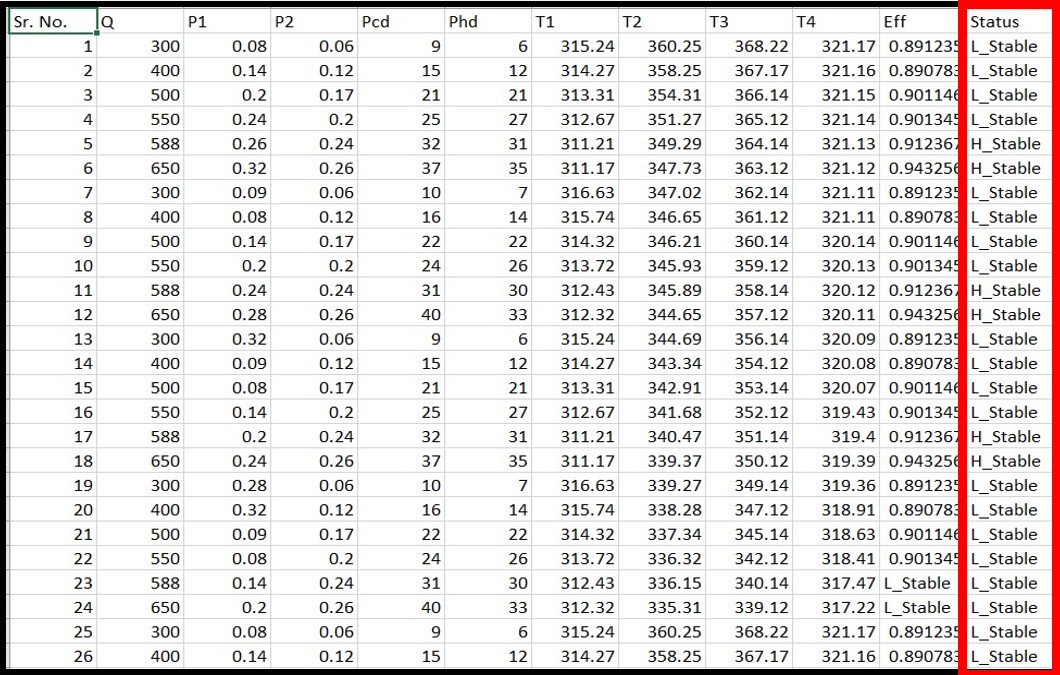 Sr. No. Q P1 P2 Pcd Phd T1 T2 T3 T4 Eff Status
1 300 0.08 0.06 9 6 315.24 360.25 368.22 321.17 0.891235 L_Stable
2 400 0.14 0.12 15 12 314.27 358.25 367.17 321.16 0.890783 L_Stable
3 500 0.2 0.17 21 21 313.31 354.31 366.14 321.15 0.901146 L_Stable
4 550 0.24 0.2 25 27 312.67 351.27 365.12 321.14 0.901345 L_Stable
5 588 0.26 0.24 32 31 311.21 349.29 364.14 321.13 0.912367 H_Stable
6 650 0.32 0.26 37 35 311.17 347.73 363.12 321.12 0.943256 H_Stable
7 300 0.09 0.06 10 7 316.63 347.02 362.14 321.11 0.891235 L_Stable
8 400 0.08 0.12 16 14 315.74 346.65 361.12 321.11 0.890783 L_Stable
9 500 0.14 0.17 22 22 314.32 346.21 360.14 320.14 0.901146 L_Stable
10 550 0.2 0.2 24 26 313.72 345.93 359.12 320.13 0.901345 L_Stable
11 588 0.24 0.24 31 30 312.43 345.89 358.14 320.12 0.912367 H_Stable
12 650 0.28 0.26 40 33 312.32 344.65 357.12 320.11 0.943256 H_Stable
13 300 0.32 0.06 9 6 315.24 344.69 356.14 320.09 0.891235 L_Stable
14 400 0.09 0.12 15 12 314.27 343.34 354.12 320.08 0.890783 L_Stable
15 500 0.08 0.17 21 21 313.31 342.91 353.14 320.07 0.901146 L_Stable
16 550 0.14 0.2 25 27 312.67 341.68 352.12 319.43 0.901345 L_Stable
17 588 0.2 0.24 32 31 311.21 340.47 351.14 319.4 0.912367 H_Stable
18 650 0.24 0.26 37 35 311.17 339.37 350.12 319.39 0.943256 H_Stable
19 300 0.28 0.06 10 7 316.63 339.27 349.14 319.36 0.891235 L_Stable
20 400 0.32 0.12 16 14 315.74 338.28 347.12 318.91 0.890783 L_Stable
21 500 0.09 0.17 22 22 314.32 337.34 345.14 318.63 0.901146 L_Stable
22 550 0.08 0.2 24 26 313.72 336.32 342.12 318.41 0.901345 L_Stable
23 588 0.14 0.24 31 30 312.43 336.15 340.14 317.47 L_Stable L_Stable
24 650 0.2 0.26 40 33 312.32 335.31 339.12 317.22 L_Stable L_Stable
25 300 0.08 0.06 9 6 315.24 360.25 368.22 321.17 0.891235 L_Stable
26 400 0.14 0.12 15 12 314.27 358.25 367.17 321.16 0.890783 L_Stable